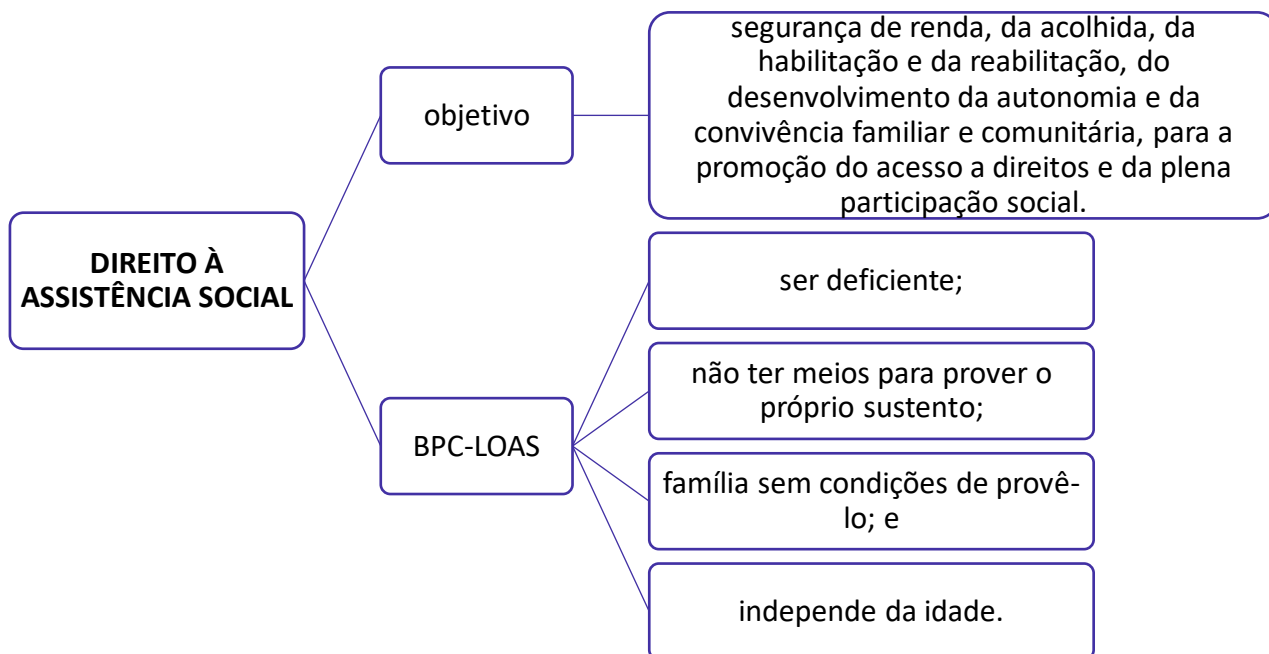 DIREITO À
ASSISTÊNCIA SOCIAL
objetivo
segurança de renda, da acolhida, da
habilitação e da reabilitação, do
desenvolvimento da autonomia e da
convivência familiar e comunitária, para a
promoção do acesso a direitos e da plena
participação social.
BPC-LOAS
ser deficiente;
não ter meios para prover o
próprio sustento;
família sem condições de provê-
lo; e
independe da idade.